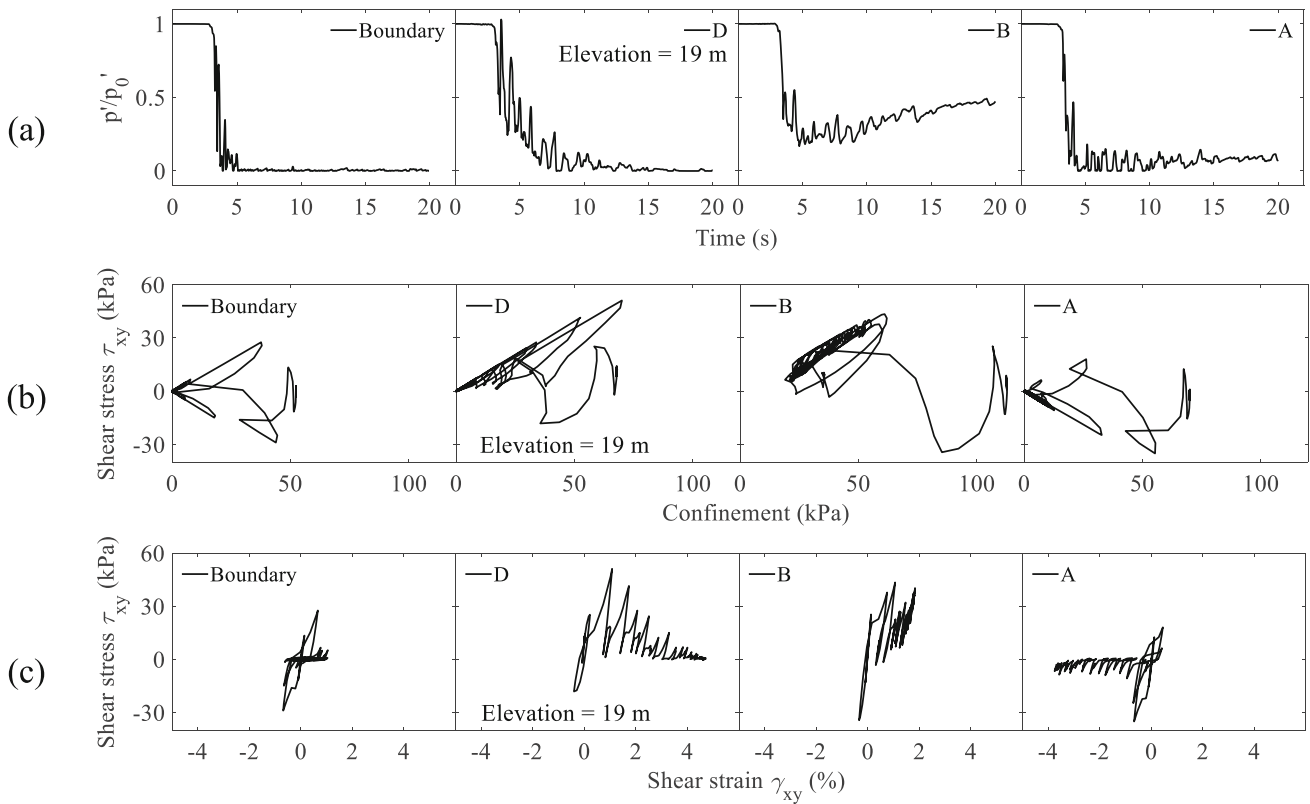 (a)
p'/p₀'
1
0.5
0
Boundary
D
Elevation = 19 m
B
A
0 5 10 15 20
0 5 10 15 20
0 5 10 15 20
0 5 10 15 20
Time (s)
(b)
Shear stress τxy (kPa)
60
30
0
-30
Boundary
D
Elevation = 19 m
B
A
0 50 100
0 50 100
0 50 100
0 50 100
Confinement (kPa)
(c)
Shear stress τxy (kPa)
60
30
0
-30
Boundary
D
Elevation = 19 m
B
A
-4 -2 0 2 4
-4 -2 0 2 4
-4 -2 0 2 4
-4 -2 0 2 4
Shear strain γxy (%)